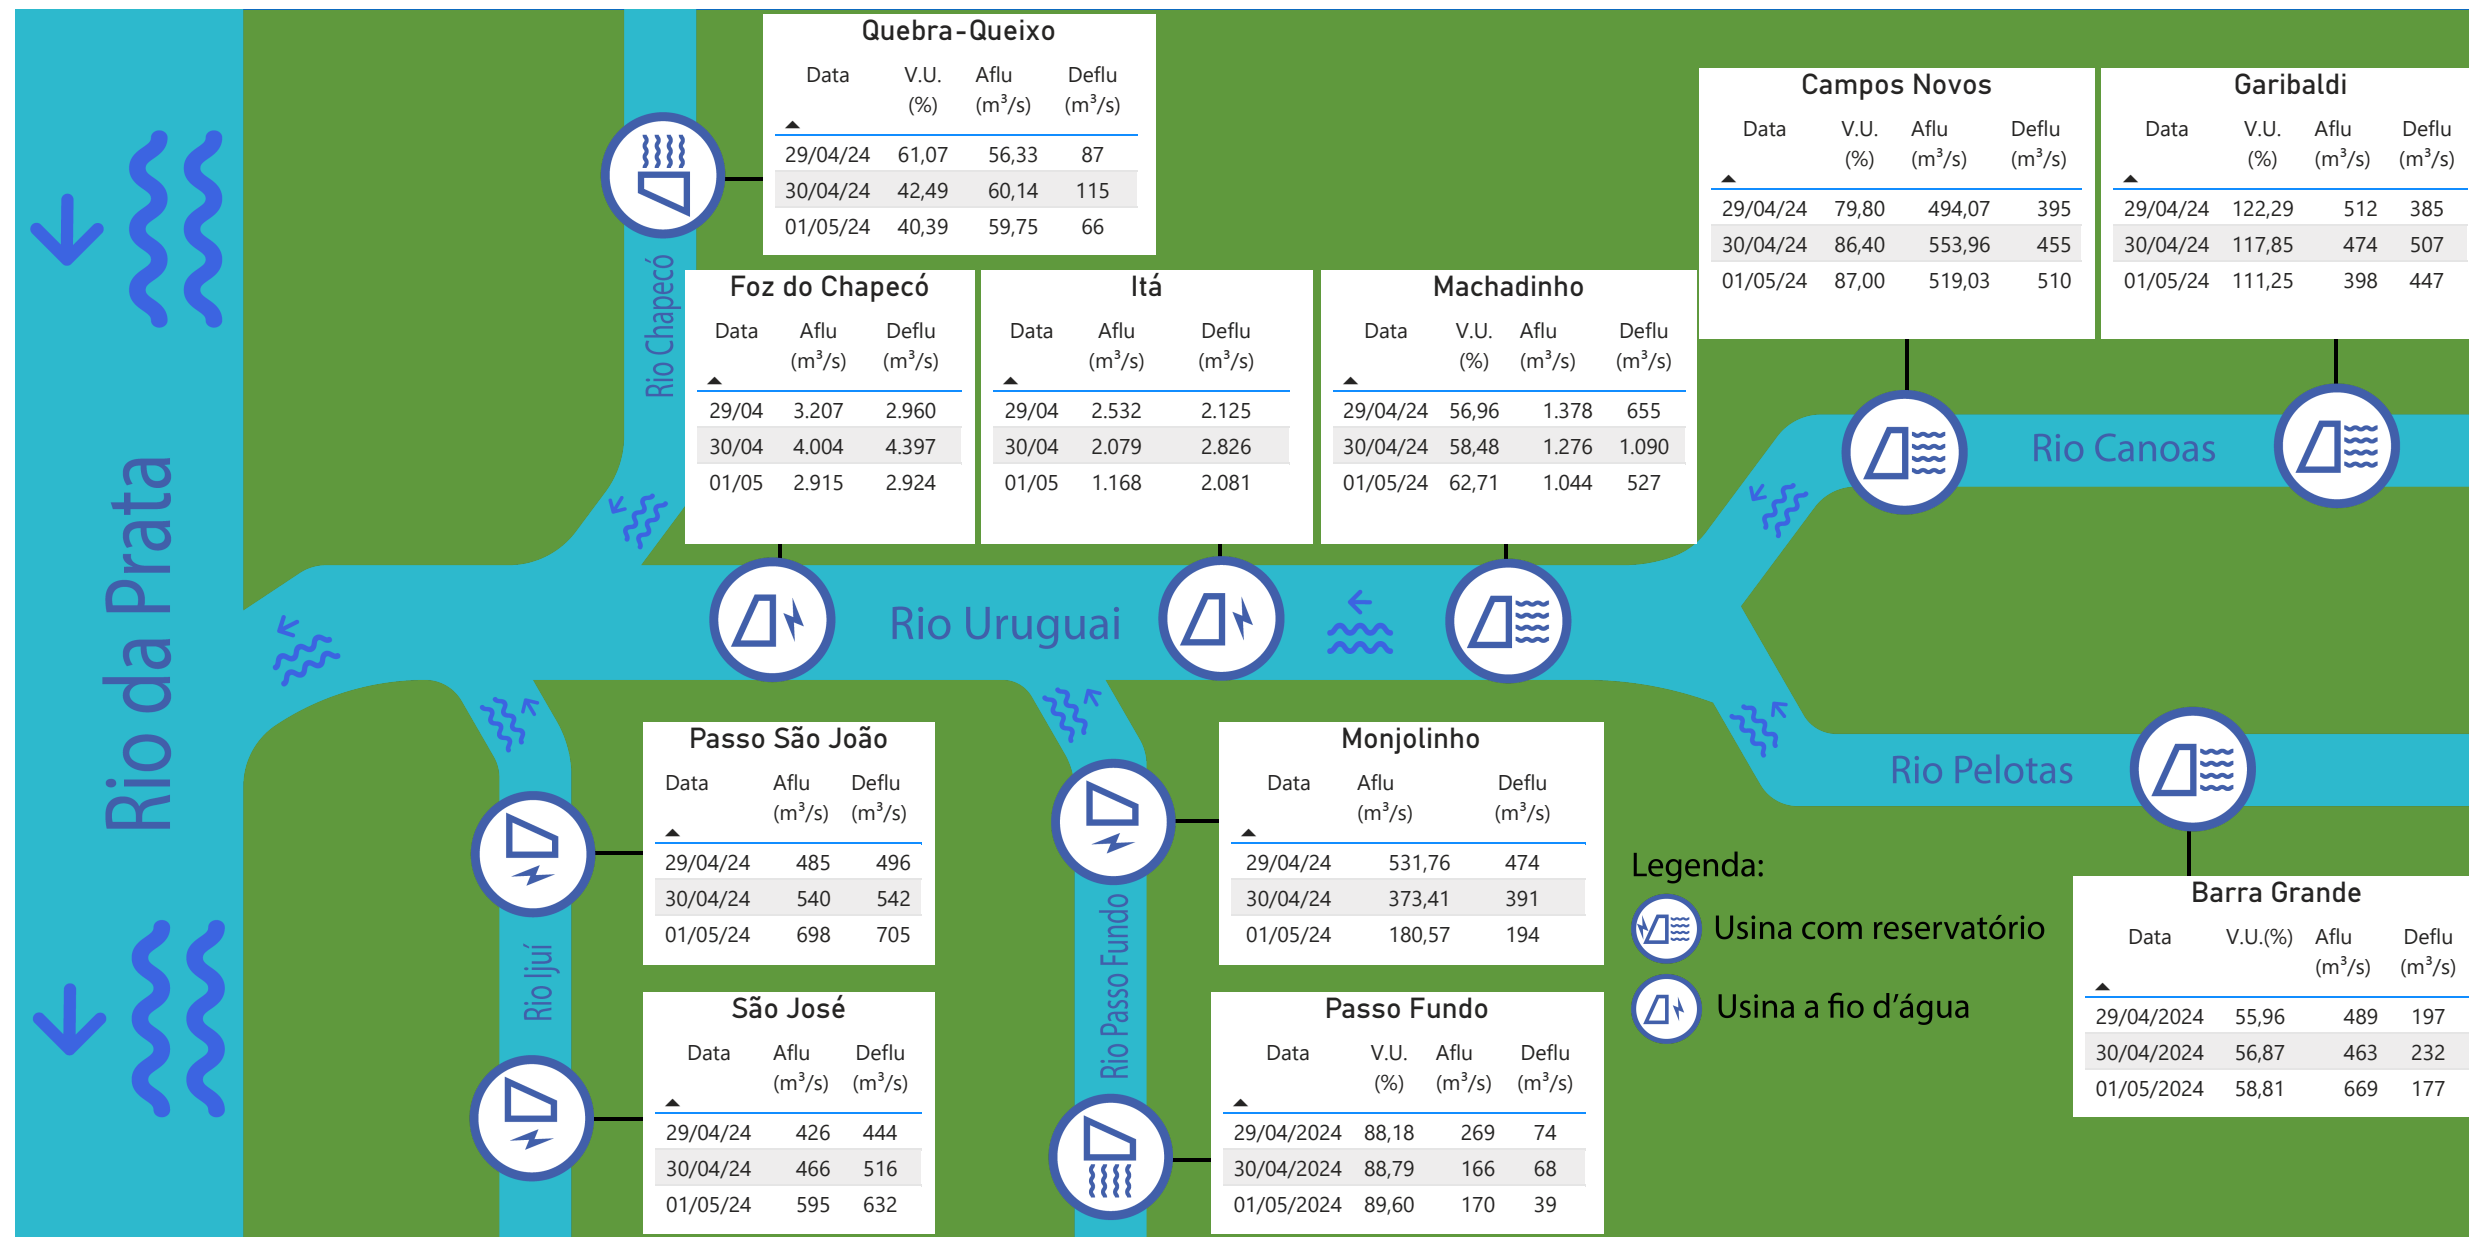 Quebra-Queixo
Data V.U. Aflu Deflu
(%) (m³/s) (m³/s)
29/04/24 61,07 56,33 87
30/04/24 42,49 60,14 115
01/05/24 40,39 59,75 66
Campos Novos
Data V.U. Aflu Deflu
(%) (m³/s) (m³/s)
29/04/24 79,80 494,07 395
30/04/24 86,40 553,96 455
01/05/24 87,00 519,03 510
Garibaldi
Data V.U. Aflu Deflu
(%) (m³/s) (m³/s)
29/04/24 122,29 512 385
30/04/24 117,85 474 507
01/05/24 111,25 398 447
Rio Chapecó
Foz do Chapecó
Data Aflu Deflu
(m³/s) (m³/s)
29/04 3.207 2.960
30/04 4.004 4.397
01/05 2.915 2.924
Itá
Data Aflu Deflu
(m³/s) (m³/s)
29/04 2.532 2.125
30/04 2.079 2.826
01/05 1.168 2.081
Machadinho
Data V.U. Aflu Deflu
(%) (m³/s) (m³/s)
29/04/24 56,96 1.378 655
30/04/24 58,48 1.276 1.090
01/05/24 62,71 1.044 527
Rio Canoas
Rio da Prata
Rio Uruguai
Rio Pelotas
Passo São João
Data Aflu Deflu
(m³/s) (m³/s)
29/04/24 485 496
30/04/24 540 542
01/05/24 698 705
Monjolinho
Data Aflu Deflu
(m³/s) (m³/s)
29/04/24 531,76 474
30/04/24 373,41 391
01/05/24 180,57 194
Legenda:
Usina com reservatório
Usina a fio d’água
Barra Grande
Data V.U.(%) Aflu Deflu
(m³/s) (m³/s)
29/04/2024 55,96 489 197
30/04/2024 56,87 463 232
01/05/2024 58,81 669 177
Rio Ijuí
Rio Passo Fundo
São José
Data Aflu Deflu
(m³/s) (m³/s)
29/04/24 426 444
30/04/24 466 516
01/05/24 595 632
Passo Fundo
Data V.U. Aflu Deflu
(%) (m³/s) (m³/s)
29/04/2024 88,18 269 74
30/04/2024 88,79 166 68
01/05/2024 89,60 170 39